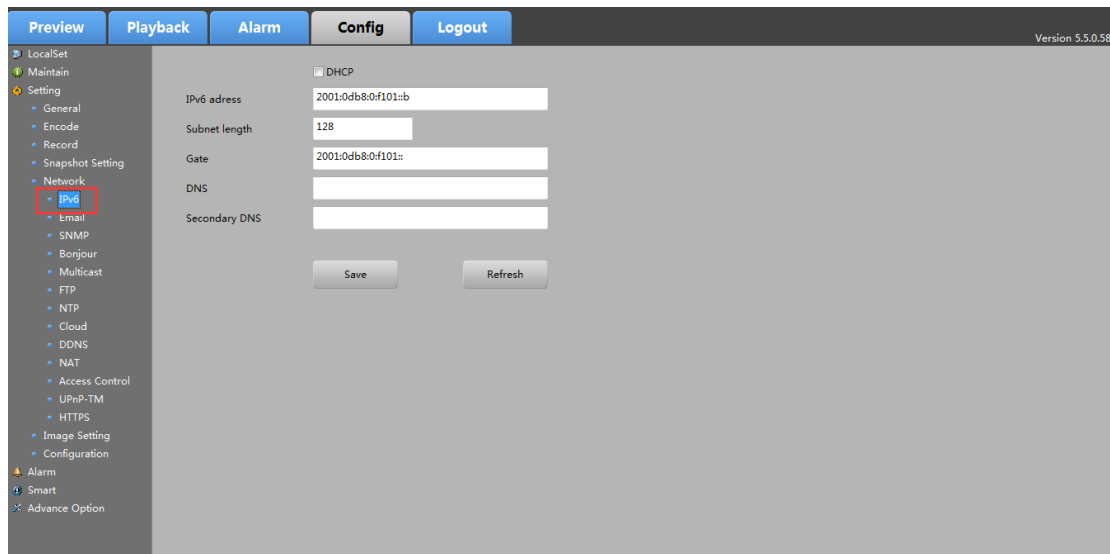 Preview Playback Alarm Config Logout
Version 5.5.0.58
LocalSet
Maintain
Setting
General
Encode
Record
Snapshot Setting
Network
IPv6
Email
SNMP
Bonjour
Multicast
FTP
NTP
Cloud
DDNS
NAT
Access Control
UPnP-TM
HTTPS
Image Setting
Configuration
Alarm
Smart
Advance Option
DHCP
IPv6 adress 2001:0db8:0:f101::b
Subnet length 128
Gate 2001:0db8:0:f101::
DNS
Secondary DNS
Save Refresh